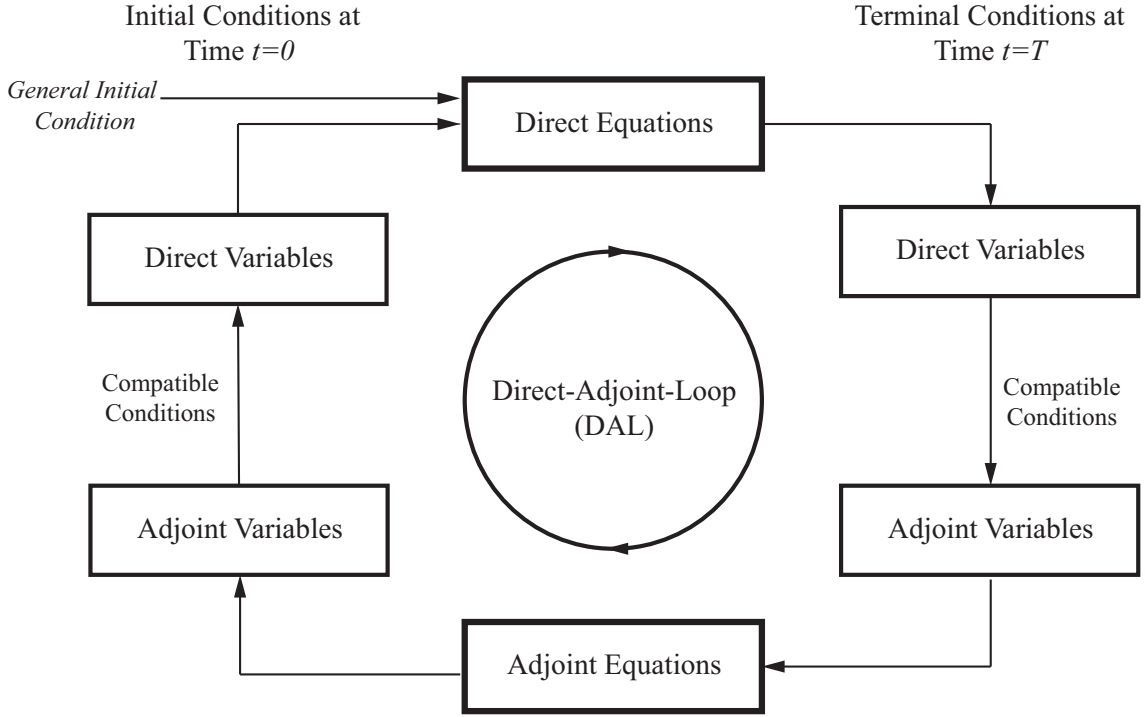 Initial Conditions at
Time t=0
Terminal Conditions at
Time t=T
General Initial
Condition
Direct Equations
Direct Variables
Direct Variables
Compatible
Conditions
Direct-Adjoint-Loop
(DAL)
Compatible
Conditions
Adjoint Variables
Adjoint Variables
Adjoint Equations